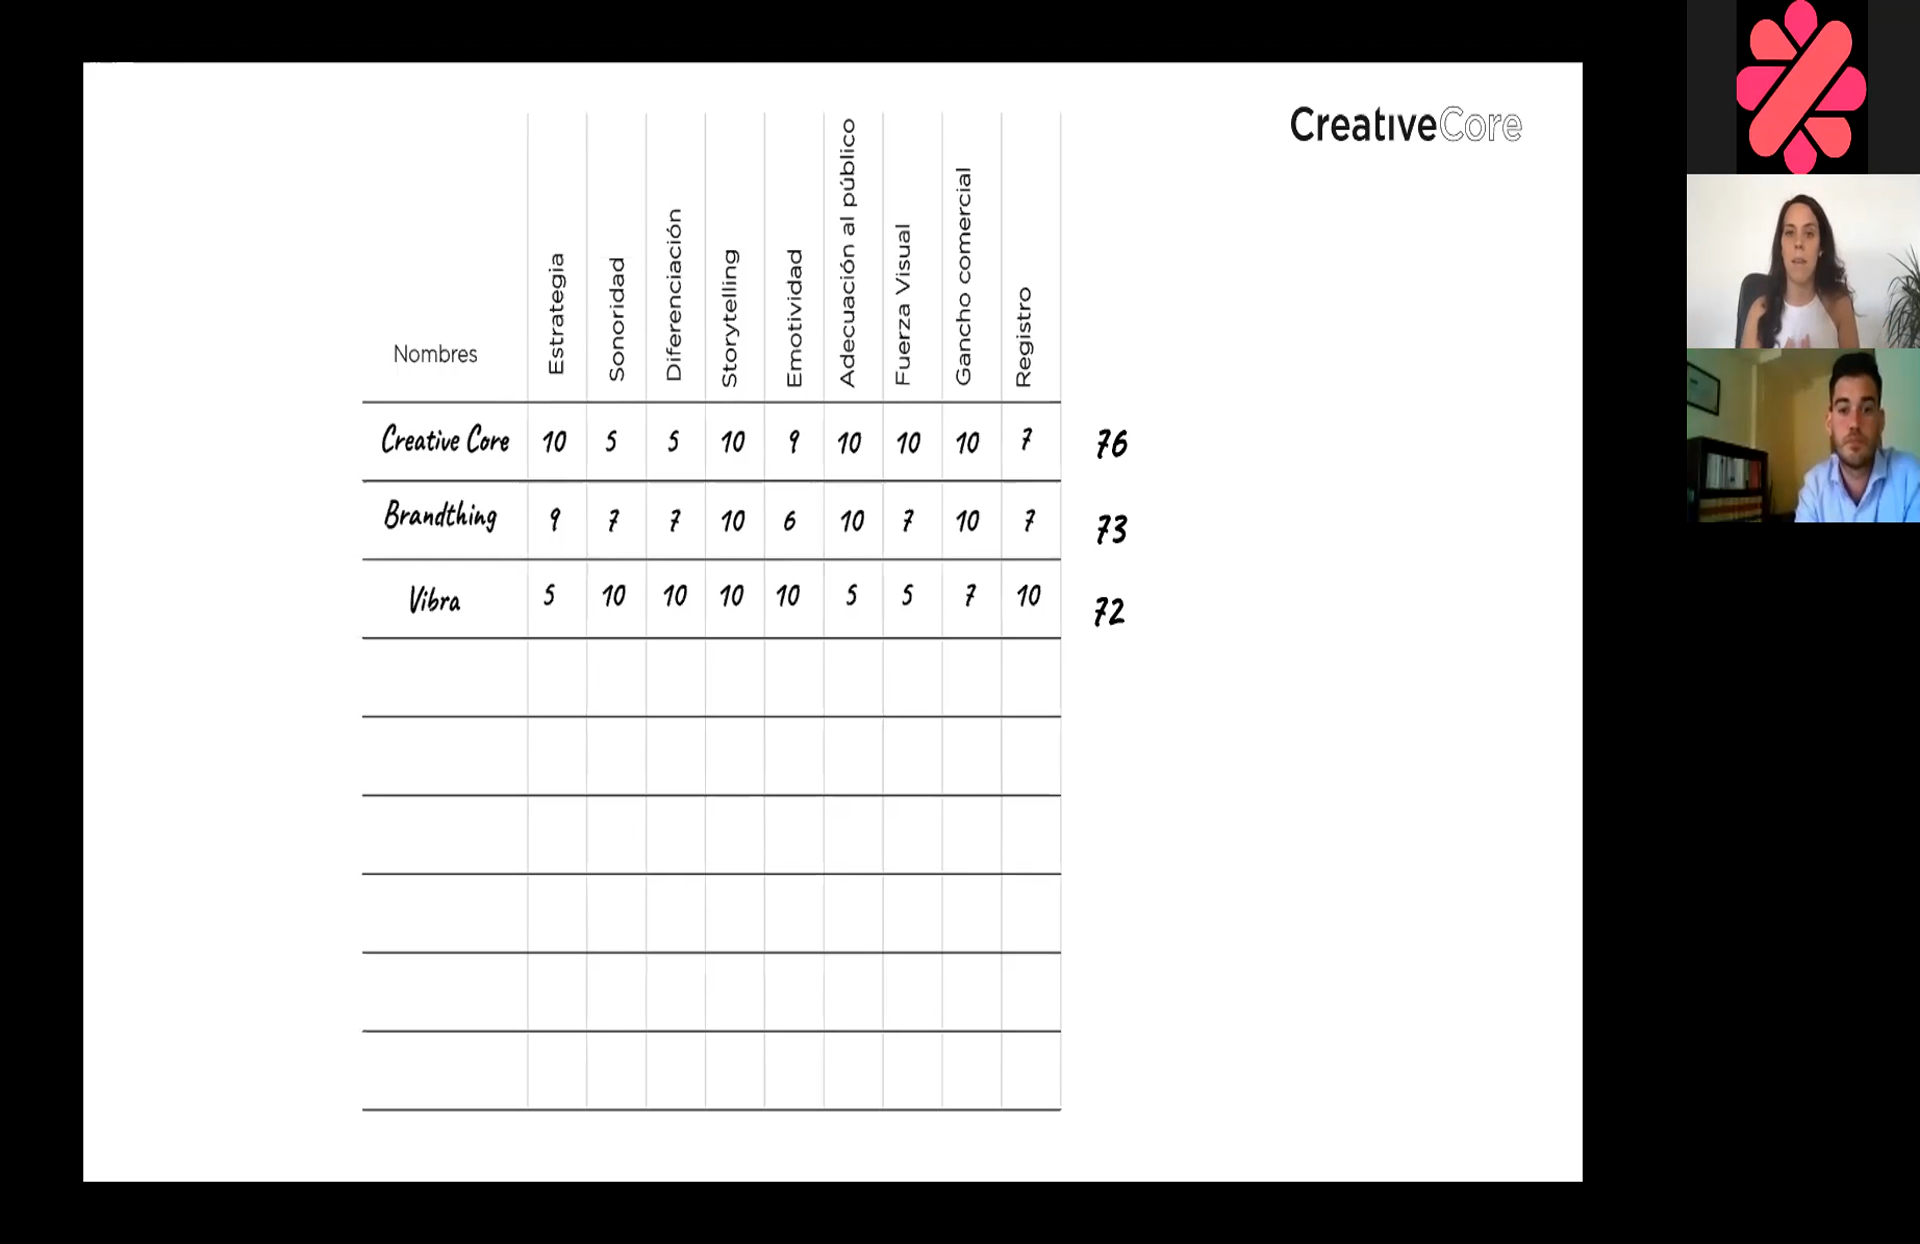 CreativeCore
Nombres Estrategia Sonoridad Diferenciación Storytelling Emotividad Adecuación al público Fuerza Visual Gancho comercial Registro
Creative Core 10 5 5 10 9 10 10 10 7 76
Brandthing 9 7 7 10 6 10 7 10 7 73
Vibra 5 10 10 10 10 5 5 7 10 72